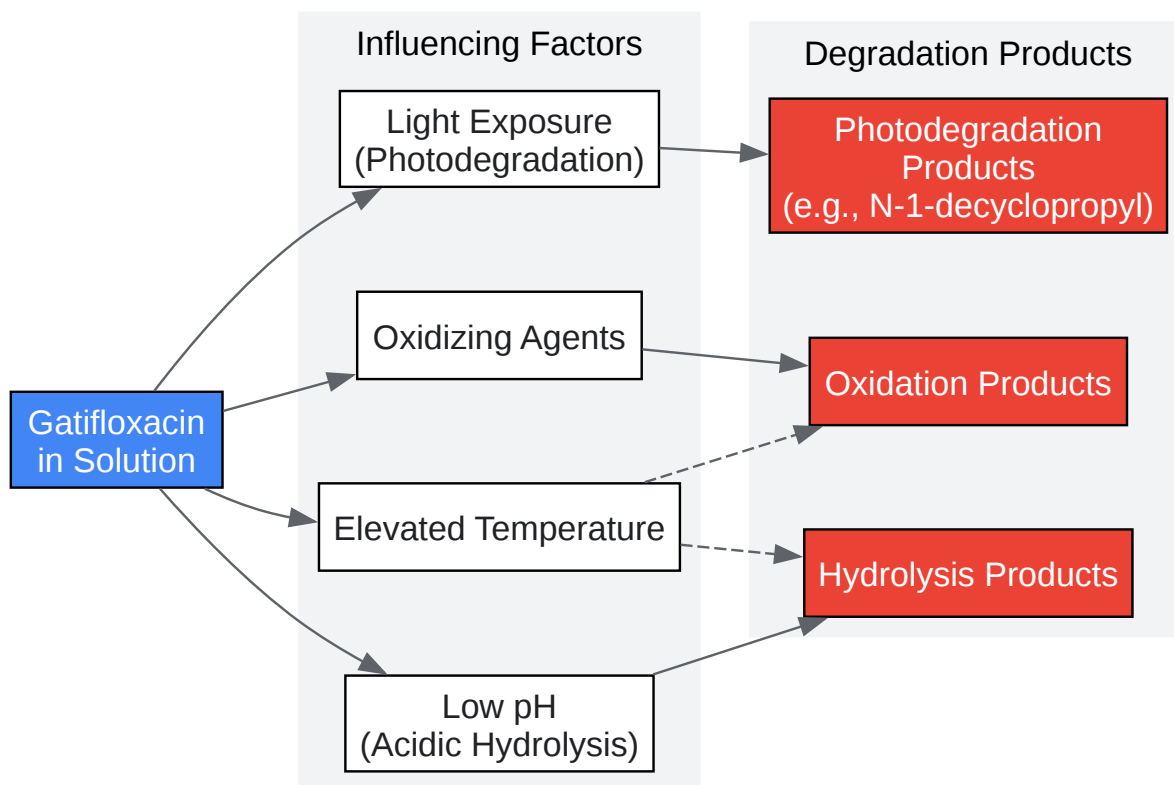 Influencing Factors
Degradation Products
Light Exposure
(Photodegradation)
Photodegradation
Products
(e.g., N-1-decyclopropyl)
Oxidizing Agents
Oxidation Products
Gatifloxacin
in Solution
Elevated Temperature
Hydrolysis Products
Low pH
(Acidic Hydrolysis)